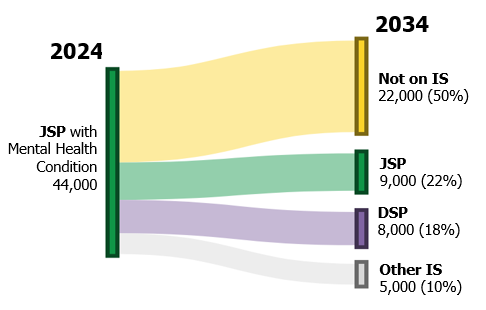 2024
JSP with
Mental Health
Condition
44,000
2034
Not on IS
22,000 (50%)
JSP
9,000 (22%)
DSP
8,000 (18%)
Other IS
5,000 (10%)